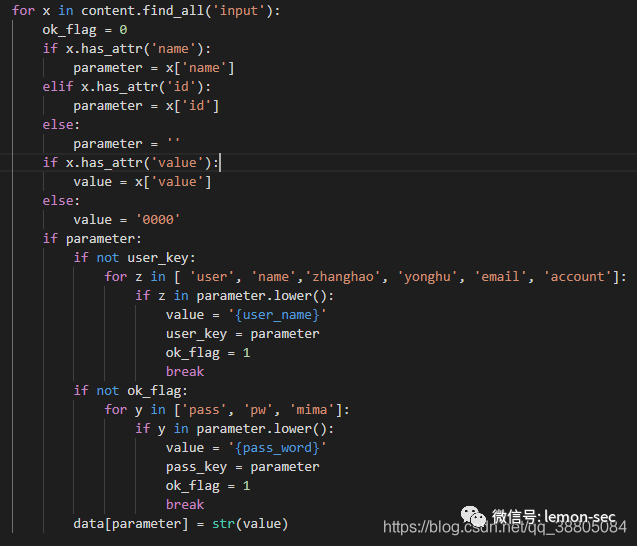 for x in content.find_all('input'):
    ok_flag = 0
    if x.has_attr('name'):
        parameter = x['name']
    elif x.has_attr('id'):
        parameter = x['id']
    else:
        parameter = ''
    if x.has_attr('value'):
        value = x['value']
    else:
        value = '0000'
    if parameter:
        if not user_key:
            for z in [ 'user', 'name','zhanghao', 'yonghu', 'email', 'account']:
                if z in parameter.lower():
                    value = '{user_name}'
                    user_key = parameter
                    ok_flag = 1
                    break
        if not ok_flag:
            for y in ['pass', 'pw', 'mima']:
                if y in parameter.lower():
                    value = '{pass_word}'
                    pass_key = parameter
                    ok_flag = 1
                    break
        data[parameter] = str(value)
微信号: lemon-sec
https://blog.csdn.net/qq_38805084